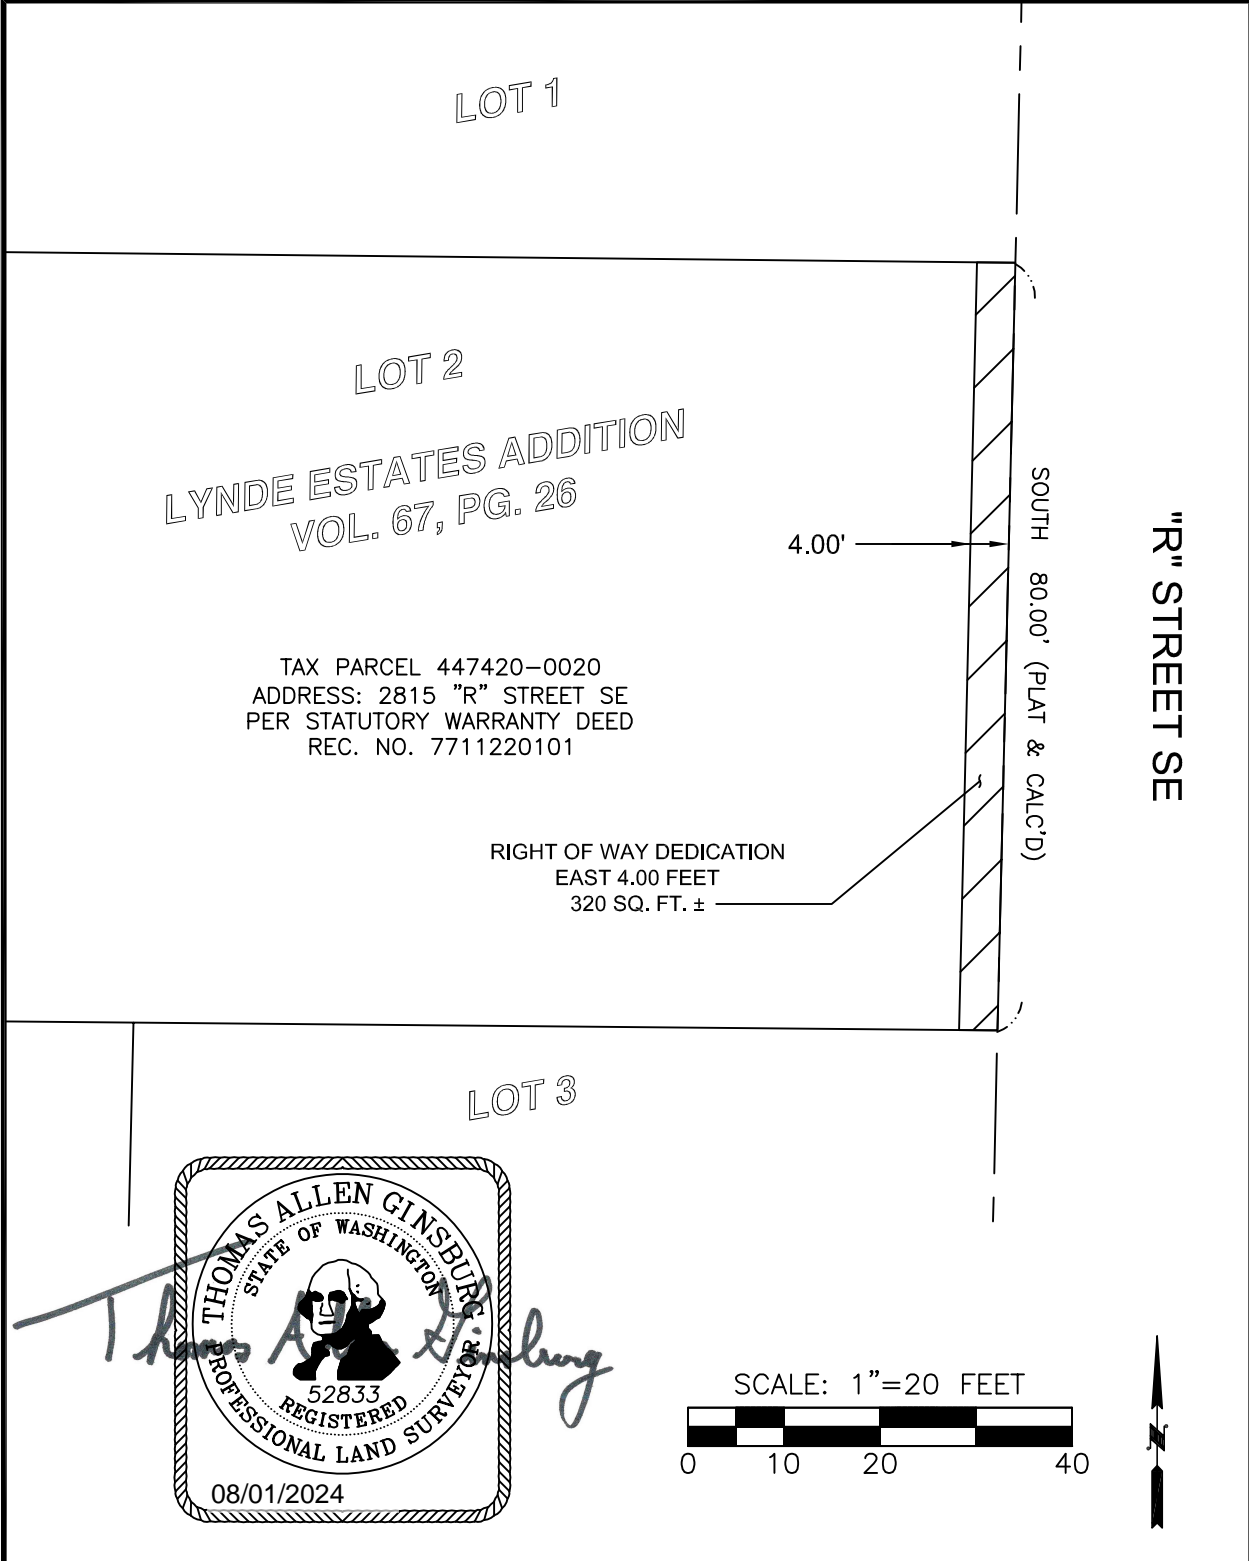 LOT 1
LOT 2
LYNDE ESTATES ADDITION
VOL. 67, PG. 26
4.00'
SOUTH 80.00' (PLAT & CALC'D)
"R" STREET SE
TAX PARCEL 447420-0020
ADDRESS: 2815 "R" STREET SE
PER STATUTORY WARRANTY DEED
REC. NO. 7711220101
RIGHT OF WAY DEDICATION
EAST 4.00 FEET
320 SQ. FT. ±
LOT 3
THOMAS ALLEN GINSBURG
STATE OF WASHINGTON
Thomas Allen Ginsburg
52833
REGISTERED
PROFESSIONAL LAND SURVEYOR
08/01/2024
SCALE: 1"=20 FEET
0 10 20 40
N